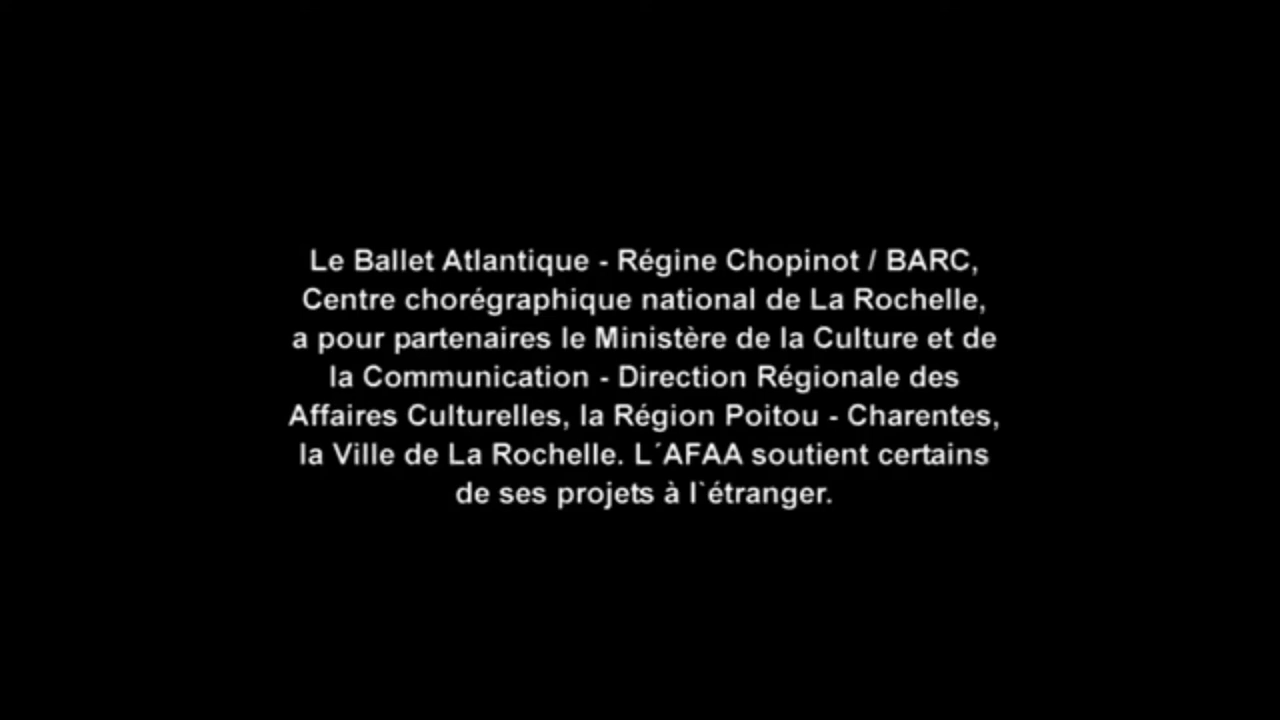 Le Ballet Atlantique - Régine Chopinot / BARC,
Centre chorégraphique national de La Rochelle,
a pour partenaires le Ministère de la Culture et de
la Communication - Direction Régionale des
Affaires Culturelles, la Région Poitou - Charentes,
la Ville de La Rochelle. L´AFAA soutient certains
de ses projets à l`étranger.